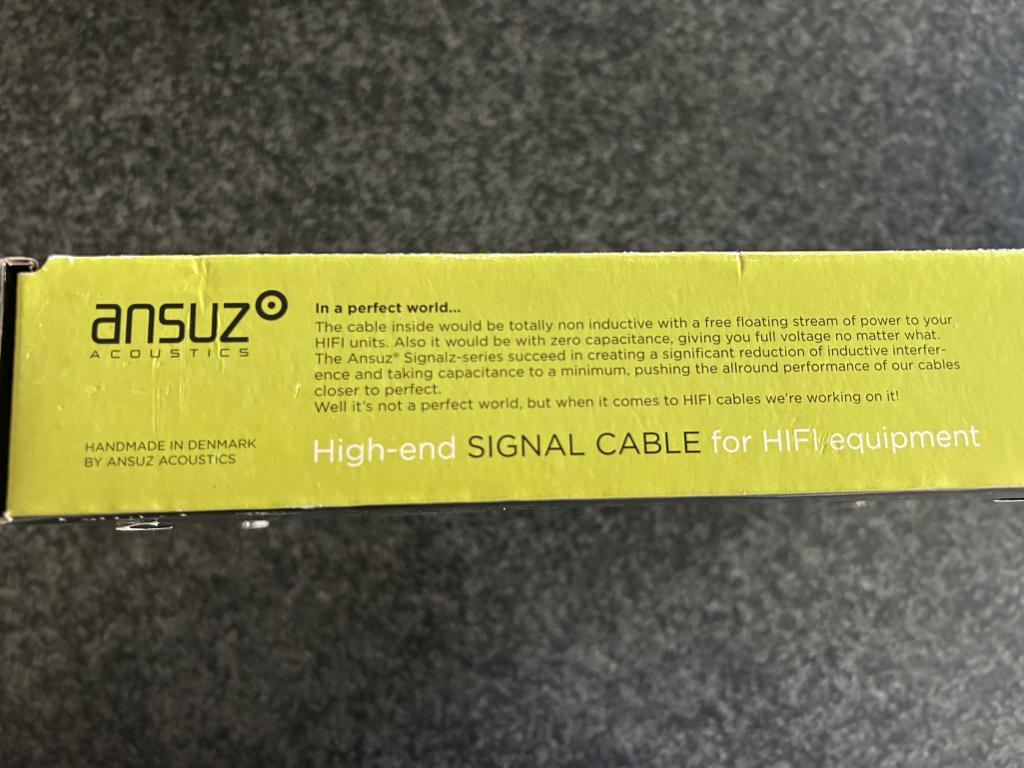 ansuz
ACOUSTICS
In a perfect world...
The cable inside would be totally non inductive with a free floating stream of power to your
HIFI units. Also it would be with zero capacitance, giving you full voltage no matter what.
The Ansuz® Signalz-series succeed in creating a significant reduction of inductive interfer-
ence and taking capacitance to a minimum, pushing the allround performance of our cables
closer to perfect.
Well it's not a perfect world, but when it comes to HIFI cables we're working on it!
HANDMADE IN DENMARK
BY ANSUZ ACOUSTICS
High-end SIGNAL CABLE for HIFI equipment